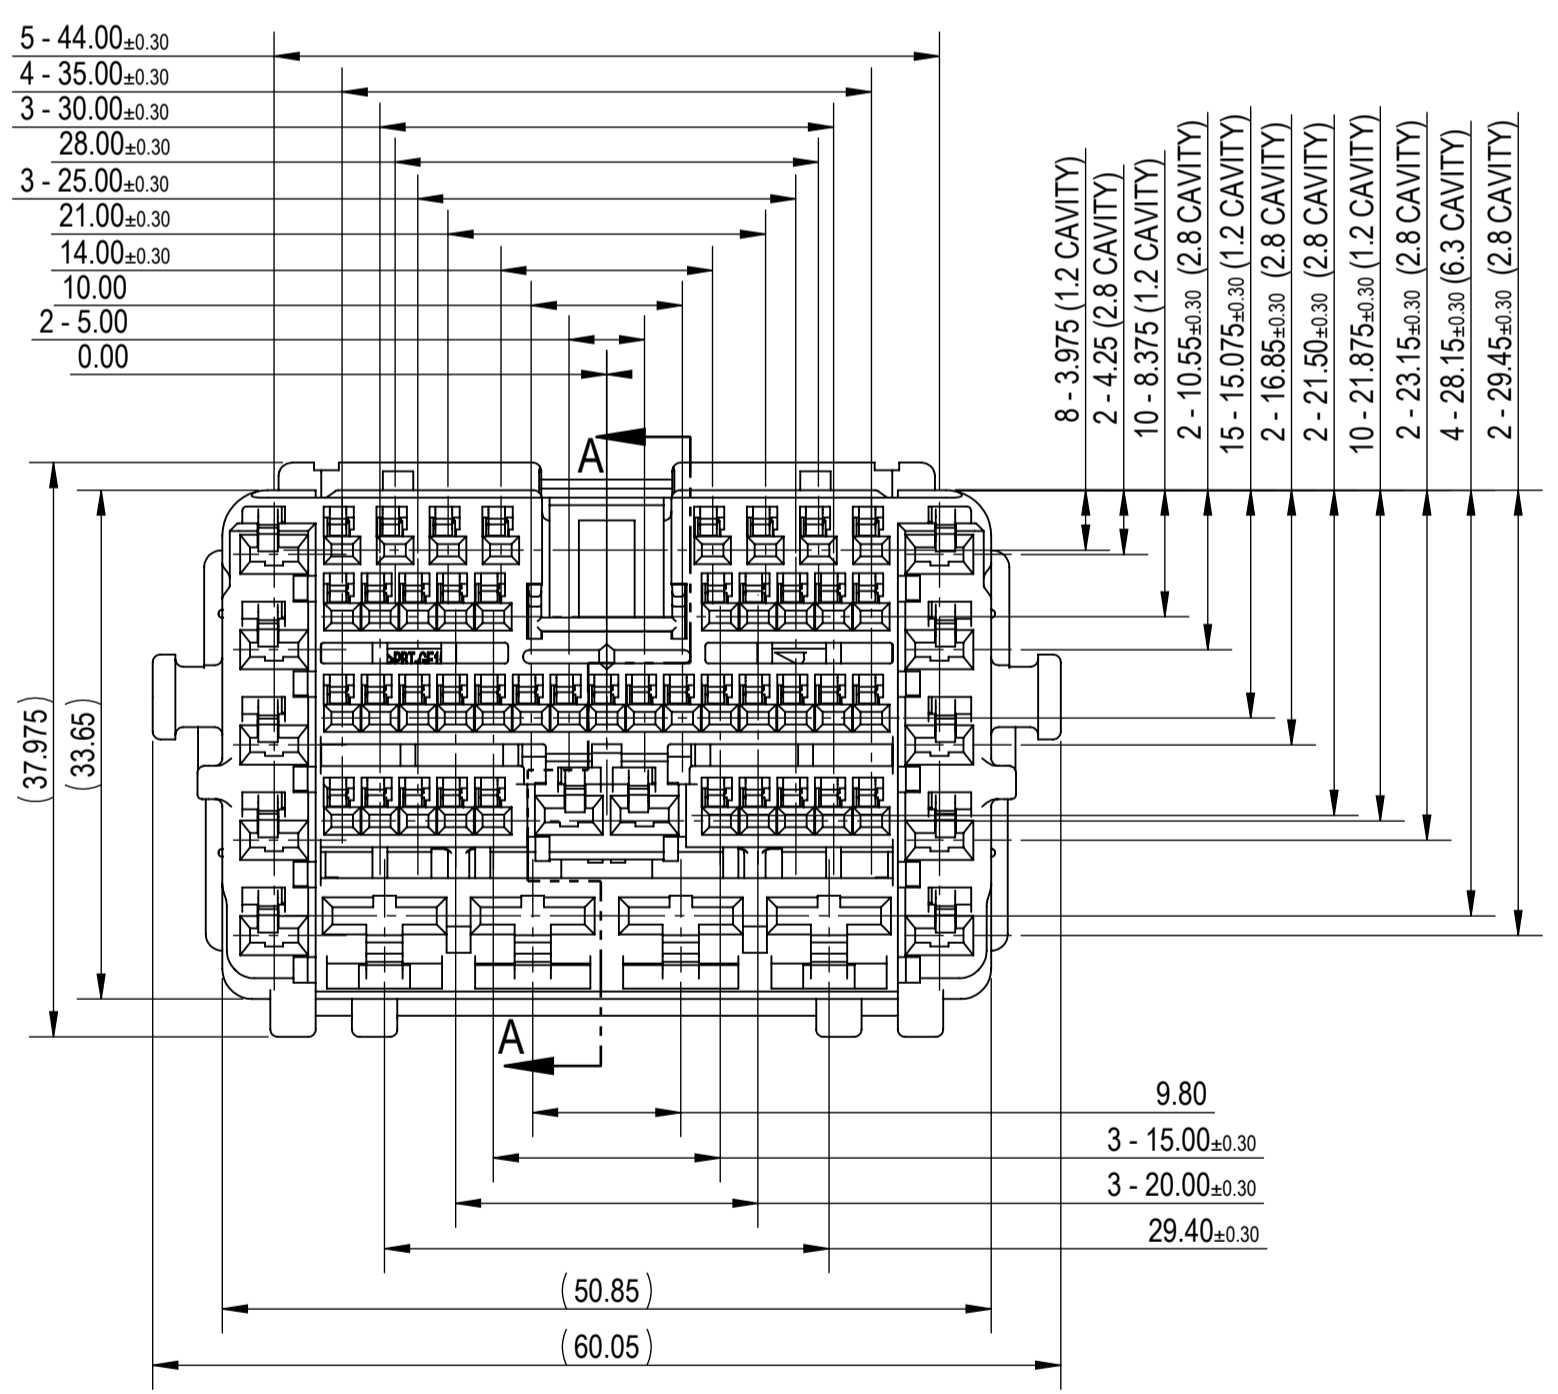 5 - 44.00±0.30
4 - 35.00±0.30
3 - 30.00±0.30
28.00±0.30
3 - 25.00±0.30
21.00±0.30
14.00±0.30
10.00
2 - 5.00
0.00
8 - 3.975 (1.2 CAVITY)
2 - 4.25 (2.8 CAVITY)
10 - 8.375 (1.2 CAVITY)
2 - 10.55±0.30 (2.8 CAVITY)
15 - 15.075±0.30 (1.2 CAVITY)
2 - 16.85±0.30 (2.8 CAVITY)
2 - 21.50±0.30 (2.8 CAVITY)
10 - 21.875±0.30 (1.2 CAVITY)
2 - 23.15±0.30 (2.8 CAVITY)
4 - 28.15±0.30 (6.3 CAVITY)
2 - 29.45±0.30 (2.8 CAVITY)
A
(37.975)
(33.65)
A
9.80
3 - 15.00±0.30
3 - 20.00±0.30
29.40±0.30
(50.85)
(60.05)